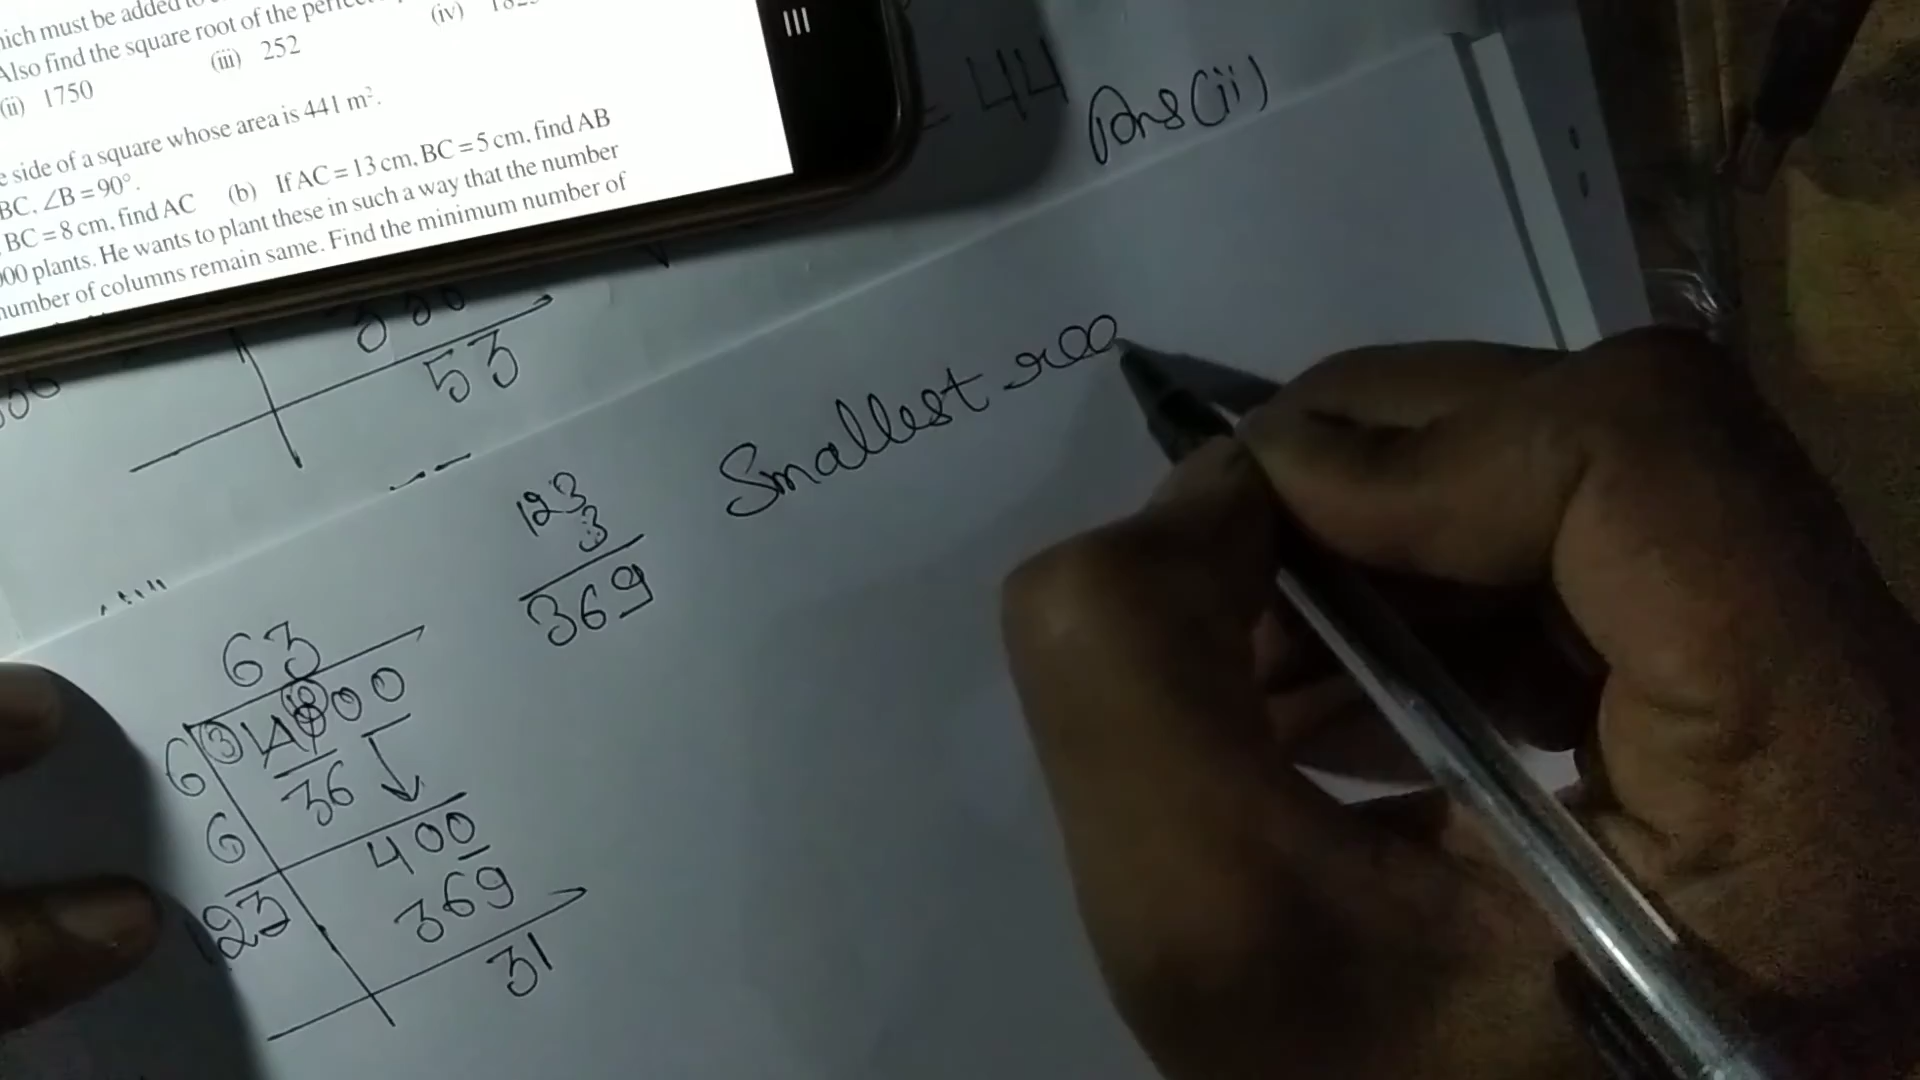 which must be added to
Also find the square root of the perfect
(ii) 1750 (iii) 252 (iv)
side of a square whose area is 441 m².
BC, ∠B = 90°.
BC = 8 cm, find AC (b) If AC = 13 cm, BC = 5 cm, find AB
plants. He wants to plant these in such a way that the number
number of columns remain same. Find the minimum number of
= 44
Ans (ii)
53
Smallest roo
123
3
369
63
6 4000
36
6 400
123 369
31